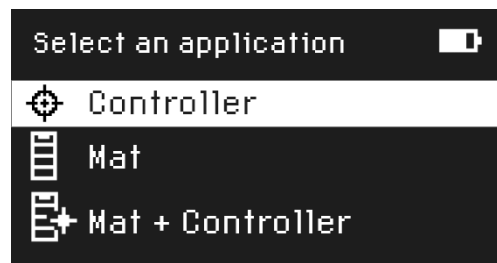 Select an application
Controller
Mat
Mat + Controller